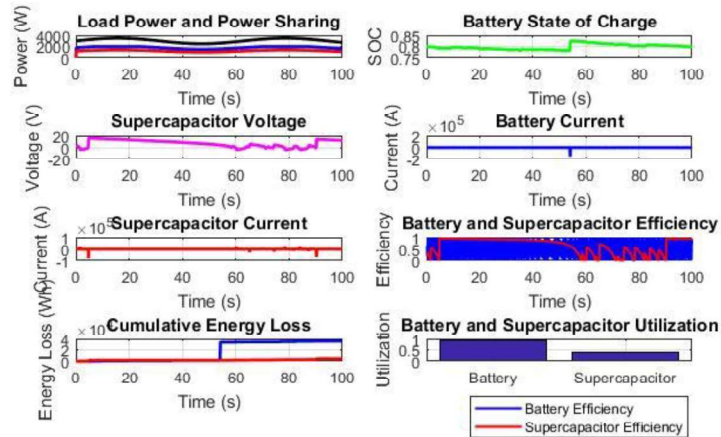 Load Power and Power Sharing
Power (W)
4000
2000
0
0 20 40 60 80 100
Time (s)
Battery State of Charge
SOC
0.85
0.8
0.75
0 20 40 60 80 100
Time (s)
Supercapacitor Voltage
Voltage (V)
20
0
-20
0 20 40 60 80 100
Time (s)
Battery Current
×10⁵
Current (A)
2
0
-2
0 20 40 60 80 100
Time (s)
Supercapacitor Current
Current (A)
1
0
-1
0 20 40 60 80 100
Time (s)
Battery and Supercapacitor Efficiency
Efficiency
1
0.5
0
0 20 40 60 80 100
Time (s)
Cumulative Energy Loss
Energy Loss (Wh)
4
2
0
0 20 40 60 80 100
Time (s)
Battery and Supercapacitor Utilization
Utilization
1
0.5
0
Battery Supercapacitor
Battery Efficiency
Supercapacitor Efficiency